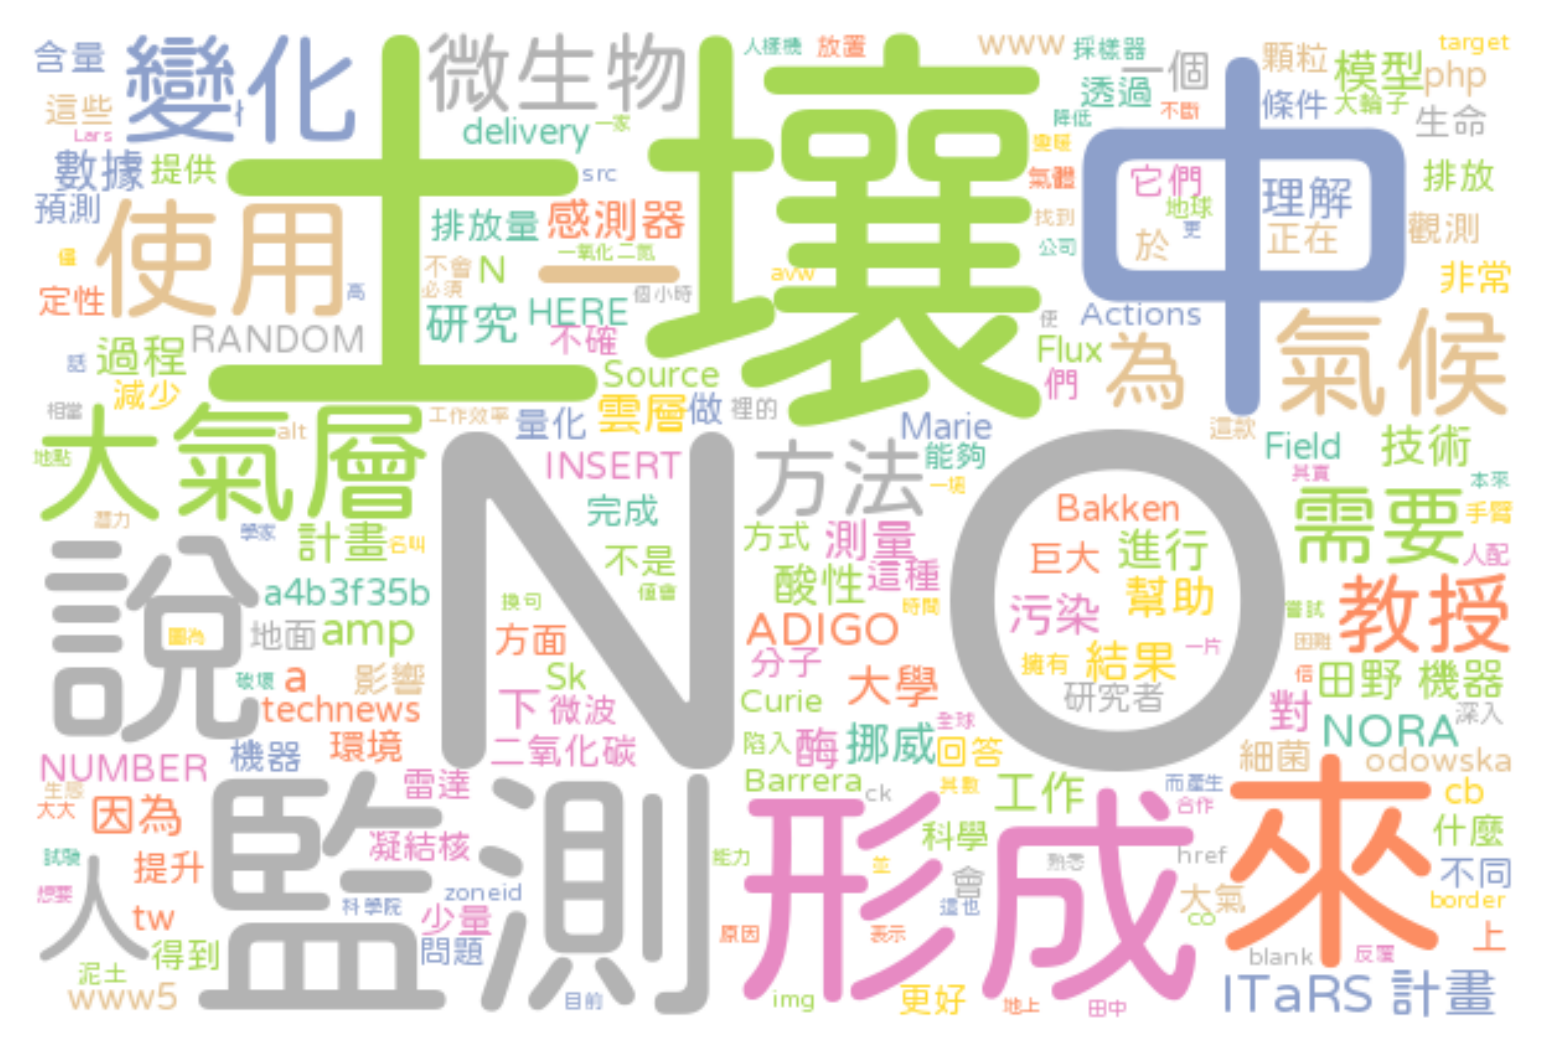 含量 變化 微生物 土壤中 人樣機 放置 www 採樣器 一個 顆粒 模型 target
這些 delivery 一家 透過 不斷 條件 大輪子 php
Lars 降低 生命
數據 提供 src 雲暖 氣體 它們 理解 排放
預測 使用 排放量 感測器 找到 地球 更 正在 觀測
一氧化二氮 公司 於
僅 不會 N 一 avw 非常
定性 高 必須 個小時
RANDOM 研究 HERE 便 Actions 為 氣候
話 過程 不確 Flux
減少 Source 們
相當 大氣層 alt 工作效率 量化 雲層 做 裡的 Marie 這款 Field 技術
地點 INSERT 方法 能夠 其實 本來
潛力 NO 完成 一塊 Bakken 需要 手臂
學家 計畫 名叫 不是 方式 測量 巨大 進行 人配
說 a4b3f35b 換句 值會 酸性 這種 污染 幫助 嘗試 教授
圖為 地面 amp 方面 ADIGO 時間 困難
破壞 a 影響 Sk 分子 大學 擁有 結果 一片 信 田野 機器
technews 下 微波 Curie 研究者 對 深入
NUMBER 機器 環境 二氧化碳 陷入 酶 挪威 全球 回答 細菌 NORA odowska
生態 雷達 Barrera ck 其數 工作 而產生 cb
大大 因為 監測 形成 合作 來 什麼
試驗 提升 凝結核 能力 科學 熟悉 href
想要 人 zoneid 並 會 大氣 不同
tw 科學院 少量 這也 co border
得到 問題 原因 表示 blank 反覆 上
泥土 www5 目前 img 更好 地上 田中 ITaRS 計畫